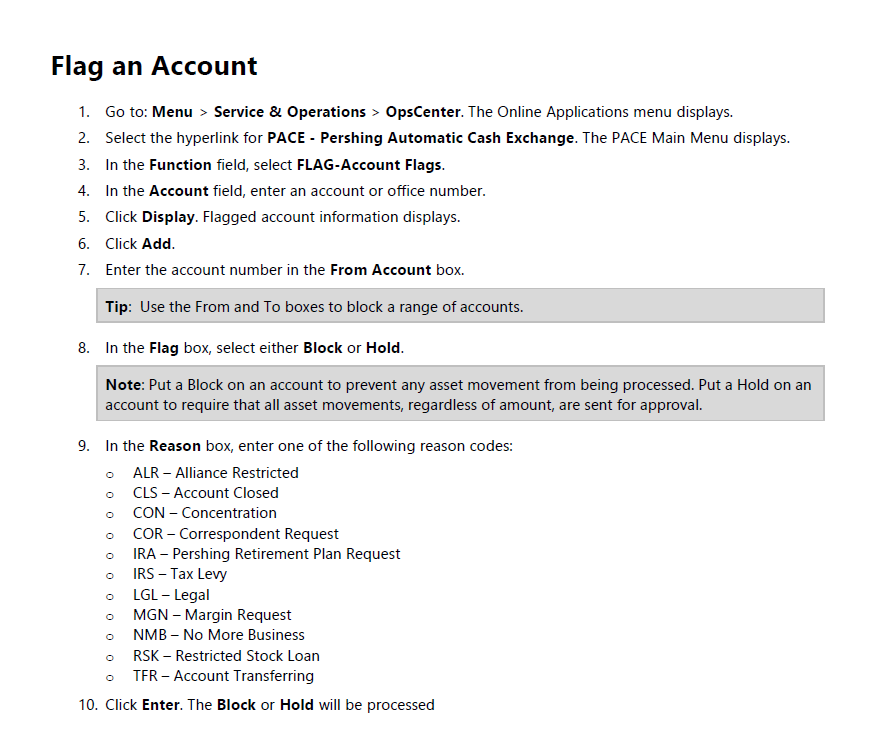 Flag an Account
1. Go to: Menu > Service & Operations > OpsCenter. The Online Applications menu displays.
2. Select the hyperlink for PACE - Pershing Automatic Cash Exchange. The PACE Main Menu displays.
3. In the Function field, select FLAG-Account Flags.
4. In the Account field, enter an account or office number.
5. Click Display. Flagged account information displays.
6. Click Add.
7. Enter the account number in the From Account box.
Tip: Use the From and To boxes to block a range of accounts.
8. In the Flag box, select either Block or Hold.
Note: Put a Block on an account to prevent any asset movement from being processed. Put a Hold on an
account to require that all asset movements, regardless of amount, are sent for approval.
9. In the Reason box, enter one of the following reason codes:
○ ALR – Alliance Restricted
○ CLS – Account Closed
○ CON – Concentration
○ COR – Correspondent Request
○ IRA – Pershing Retirement Plan Request
○ IRS – Tax Levy
○ LGL – Legal
○ MGN – Margin Request
○ NMB – No More Business
○ RSK – Restricted Stock Loan
○ TFR – Account Transferring
10. Click Enter. The Block or Hold will be processed